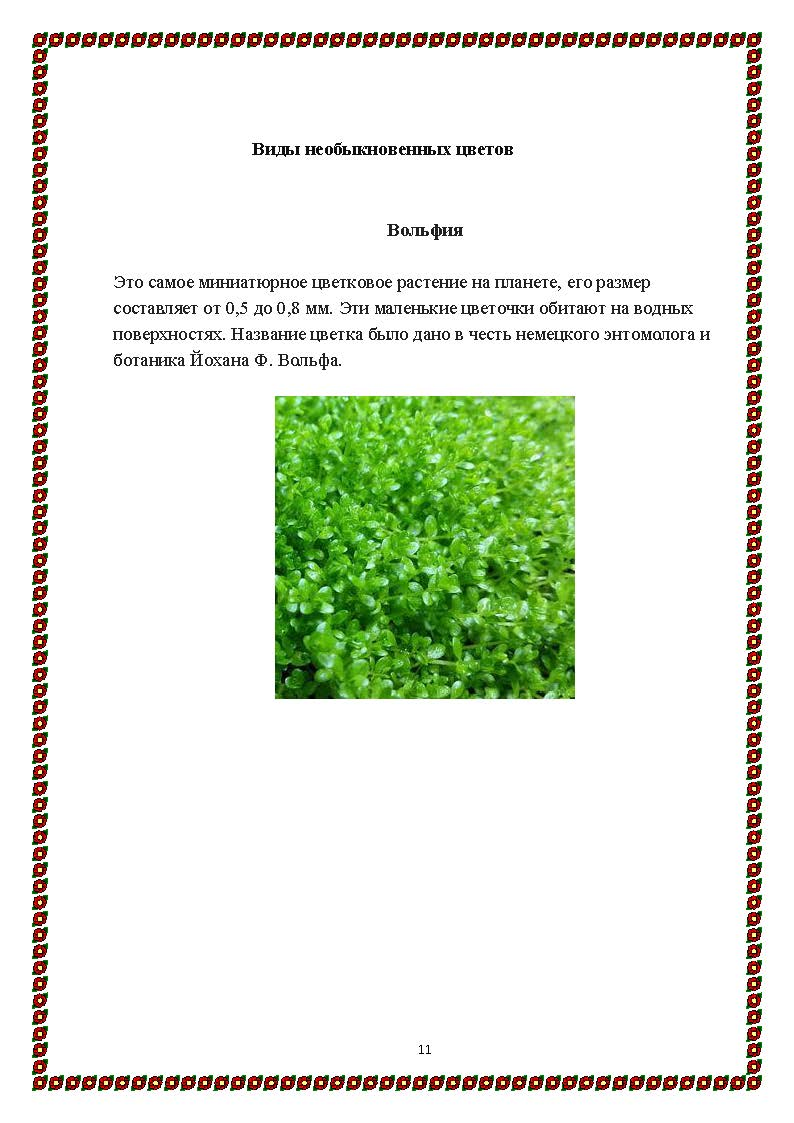 Виды необыкновенных цветов
Вольфия
Это самое миниатюрное цветковое растение на планете, его размер
составляет от 0,5 до 0,8 мм. Эти маленькие цветочки обитают на водных
поверхностях. Название цветка было дано в честь немецкого энтомолога и
ботаника Йохана Ф. Вольфа.
11